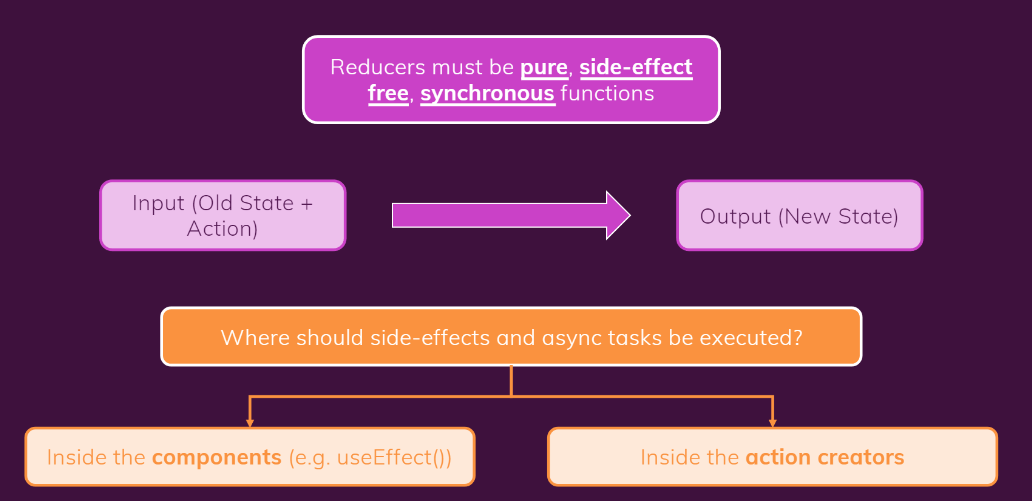 Reducers must be pure, side-effect
free, synchronous functions
Input (Old State +
Action)
Output (New State)
Where should side-effects and async tasks be executed?
Inside the components (e.g. useEffect())
Inside the action creators